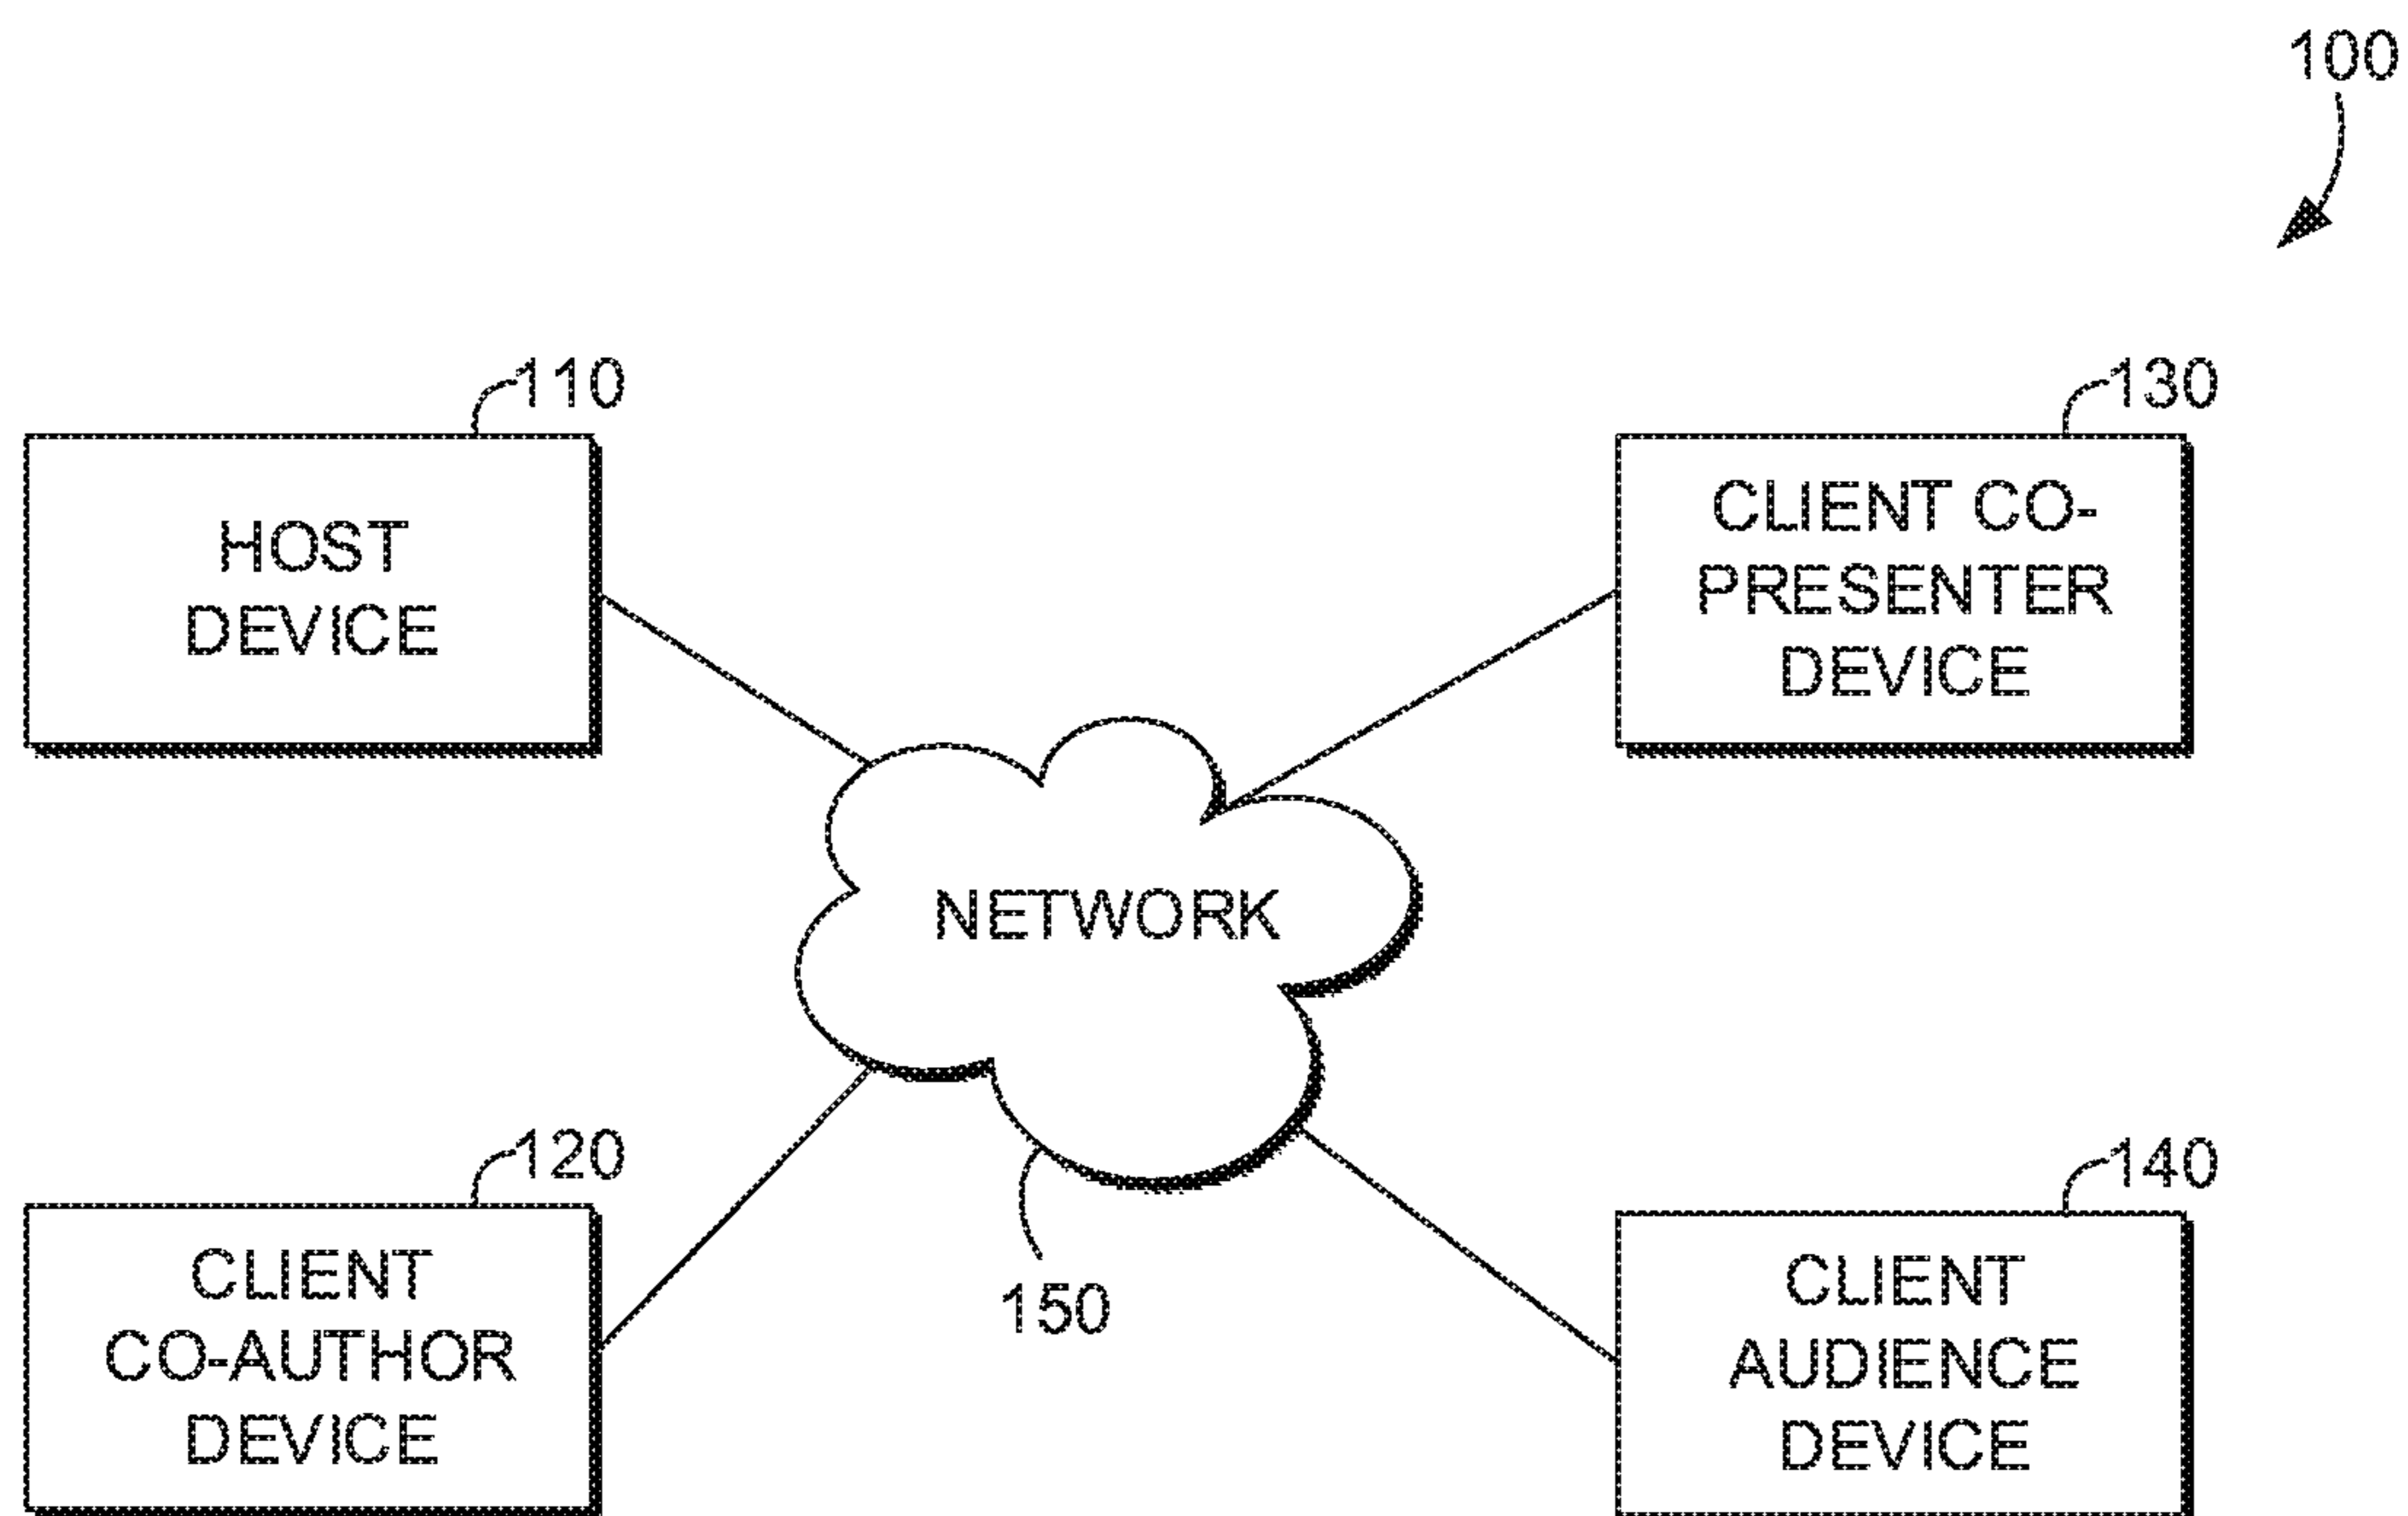 100
110
HOST
DEVICE
130
CLIENT CO-
PRESENTER
DEVICE
NETWORK
120
CLIENT
CO-AUTHOR
DEVICE
150
140
CLIENT
AUDIENCE
DEVICE